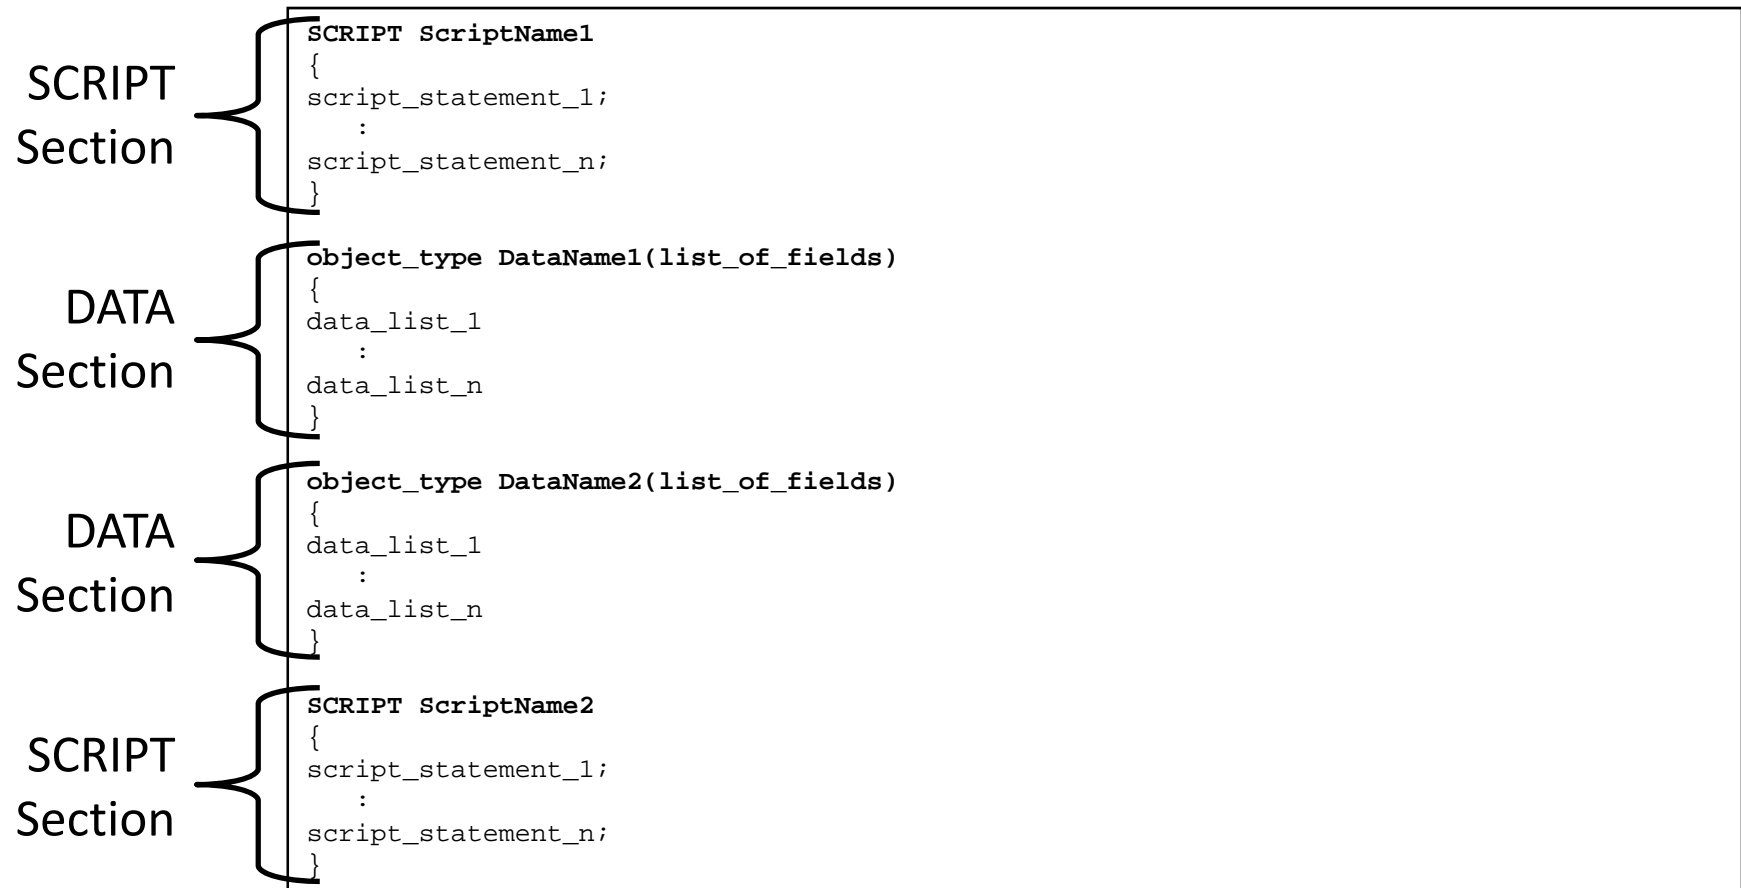 SCRIPT
Section
SCRIPT ScriptName1
{
script_statement_1;
:
script_statement_n;
}
DATA
Section
object_type DataName1(list_of_fields)
{
data_list_1
:
data_list_n
}
DATA
Section
object_type DataName2(list_of_fields)
{
data_list_1
:
data_list_n
}
SCRIPT
Section
SCRIPT ScriptName2
{
script_statement_1;
:
script_statement_n;
}